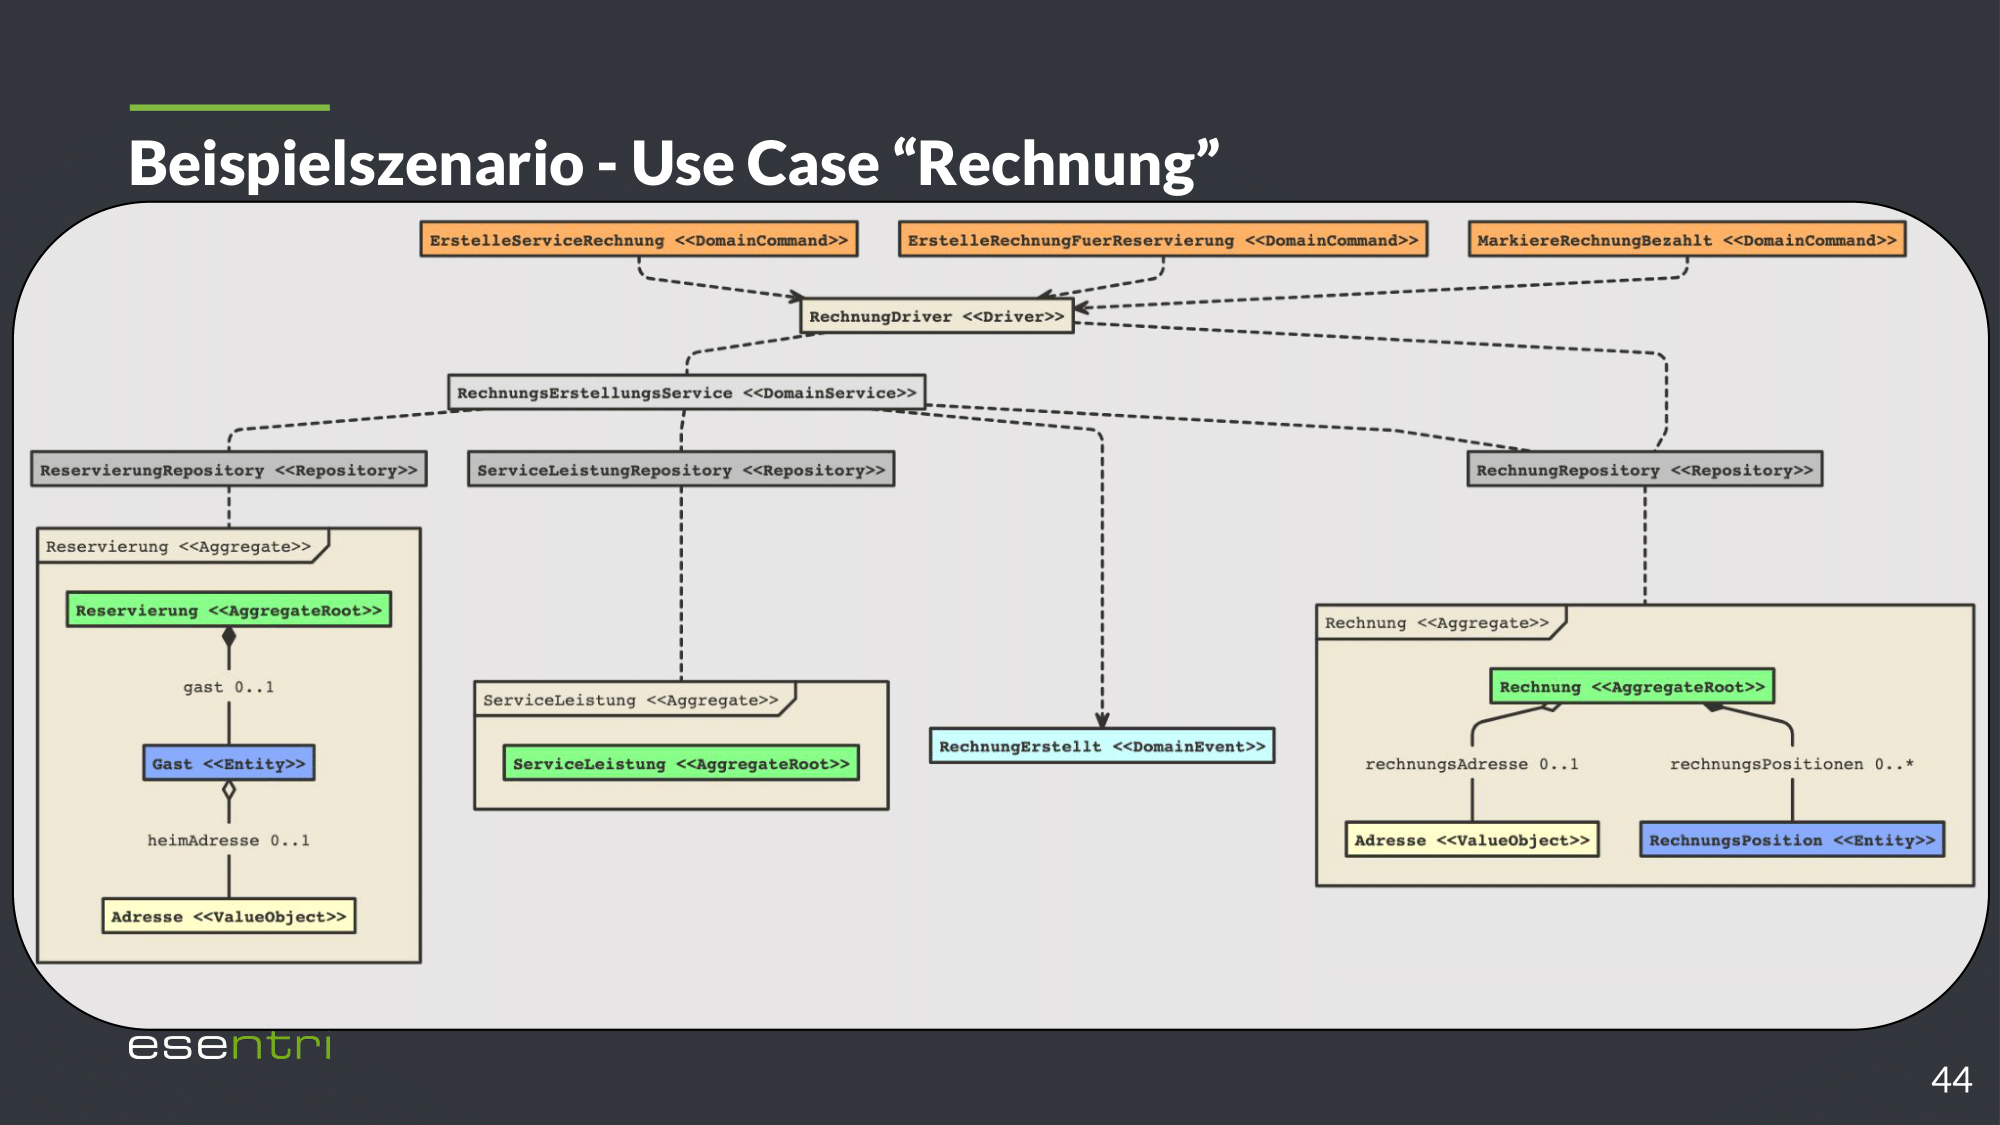 Beispielszenario - Use Case “Rechnung”
ErstelleServiceRechnung <<DomainCommand>>
ErstelleRechnungFuerReservierung <<DomainCommand>>
MarkiereRechnungBezahlt <<DomainCommand>>
RechnungDriver <<Driver>>
RechnungsErstellungsService <<DomainService>>
ReservierungRepository <<Repository>>
ServiceLeistungRepository <<Repository>>
RechnungRepository <<Repository>>
Reservierung <<Aggregate>>
Reservierung <<AggregateRoot>>
gast 0..1
Gast <<Entity>>
heimAdresse 0..1
Adresse <<ValueObject>>
ServiceLeistung <<Aggregate>>
ServiceLeistung <<AggregateRoot>>
RechnungErstellt <<DomainEvent>>
Rechnung <<Aggregate>>
Rechnung <<AggregateRoot>>
rechnungsAdresse 0..1
rechnungsPositionen 0..*
Adresse <<ValueObject>>
RechnungsPosition <<Entity>>
esentri
44